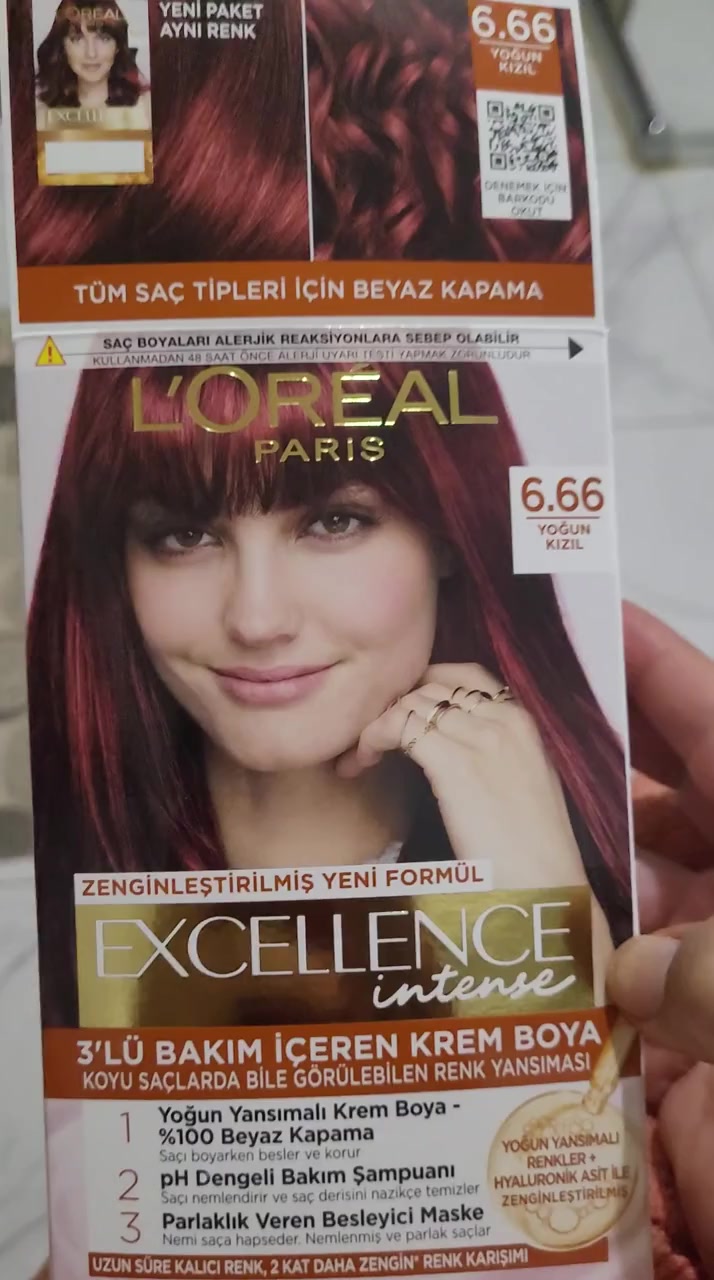 L'ORÉAL
EXCELLENCE
YENİ PAKET
AYNI RENK
6.66
YOĞUN
KIZIL
DENEMEK İÇİN
BARKODU
OKUT
TÜM SAÇ TİPLERİ İÇİN BEYAZ KAPAMA
SAÇ BOYALARI ALERJİK REAKSİYONLARA SEBEP OLABİLİR
KULLANMADAN 48 SAAT ÖNCE ALERJİ UYARI TESTİ YAPMAK ZORUNLUDUR
L'ORÉAL
PARIS
6.66
YOĞUN
KIZIL
ZENGİNLEŞTİRİLMİŞ YENİ FORMÜL
EXCELLENCE
intense
3'LÜ BAKIM İÇEREN KREM BOYA
KOYU SAÇLARDA BİLE GÖRÜLEBİLEN RENK YANSIMASI
1 Yoğun Yansımalı Krem Boya -
%100 Beyaz Kapama
Saçı boyarken besler ve korur
2 pH Dengeli Bakım Şampuanı
Saçı nemlendirir ve saç derisini nazikçe temizler
3 Parlaklık Veren Besleyici Maske
Nemi saça hapseder. Nemlenmiş ve parlak saçlar
YOĞUN YANSIMALI
RENKLER +
HYALURONİK ASİT İLE
ZENGİNLEŞTİRİLMİŞ
UZUN SÜRE KALICI RENK, 2 KAT DAHA ZENGİN* RENK KARIŞIMI